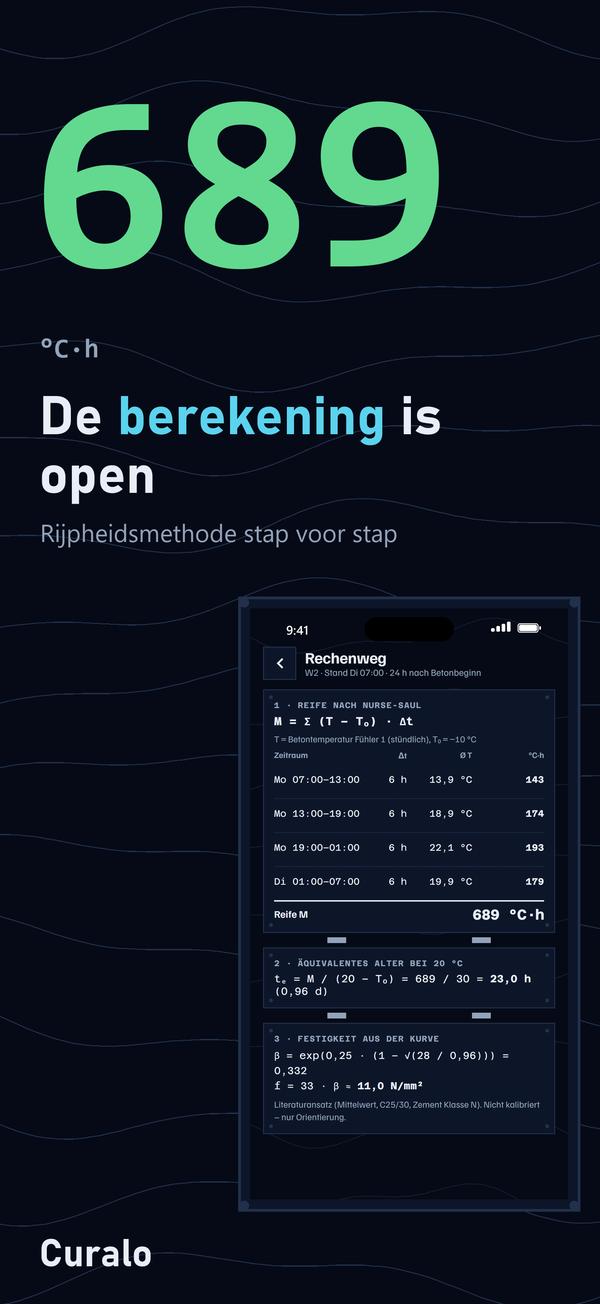 689
°C·h
De berekening is
open
Rijpheidsmethode stap voor stap
9:41
Rechenweg
W2 · Stand Di 07:00 · 24 h nach Betonbeginn
1 · REIFE NACH NURSE-SAUL
M = Σ (T − T₀) · Δt
T = Betontemperatur Fühler 1 (stündlich), T₀ = −10 °C
Zeitraum Δt Ø T °C·h
Mo 07:00–13:00 6 h 13,9 °C 143
Mo 13:00–19:00 6 h 18,9 °C 174
Mo 19:00–01:00 6 h 22,1 °C 193
Di 01:00–07:00 6 h 19,9 °C 179
Reife M 689 °C·h
2 · ÄQUIVALENTES ALTER BEI 20 °C
tₑ = M / (20 − T₀) = 689 / 30 = 23,0 h
(0,96 d)
3 · FESTIGKEIT AUS DER KURVE
β = exp(0,25 · (1 − √(28 / 0,96))) =
0,332
f = 33 · β ≈ 11,0 N/mm²
Literaturansatz (Mittelwert, C25/30, Zement Klasse N). Nicht kalibriert
– nur Orientierung.
Curalo